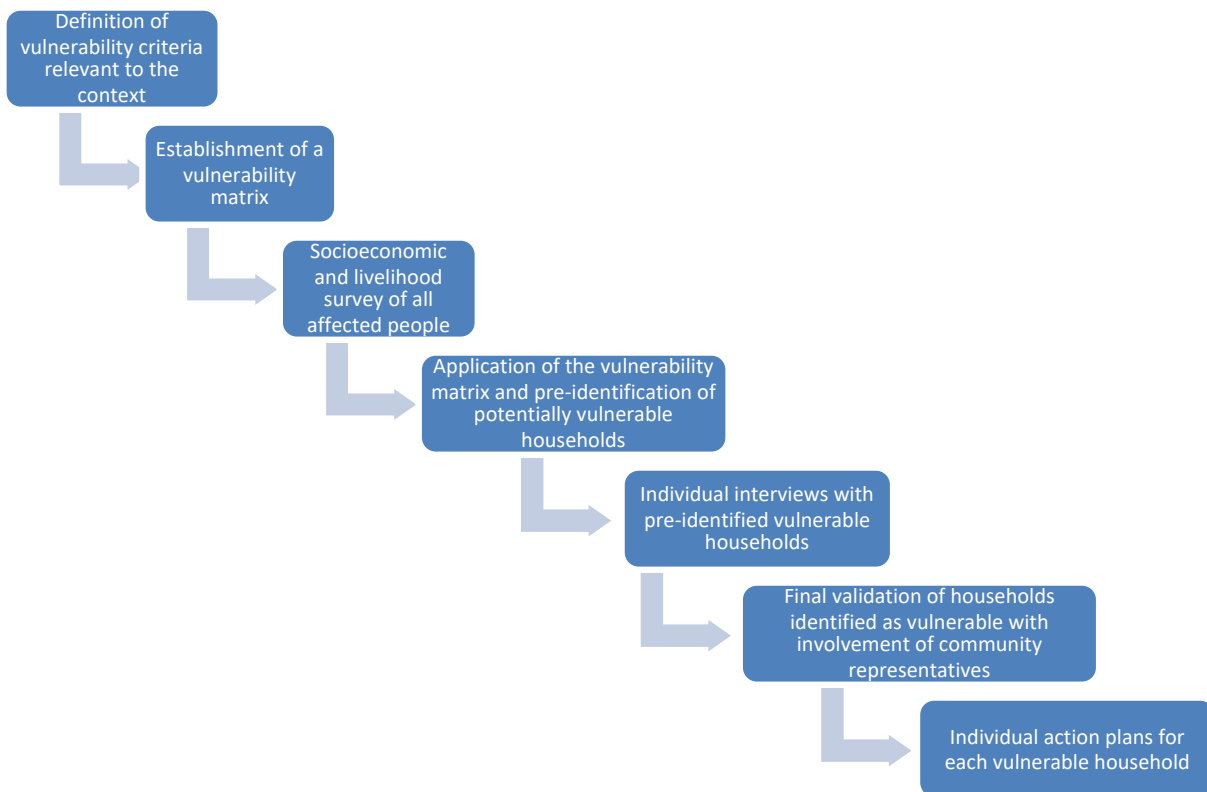 Definition of
vulnerability criteria
relevant to the
context
Establishment of a
vulnerability
matrix
Socioeconomic
and livelihood
survey of all
affected people
Application of the vulnerability
matrix and pre-identification of
potentially vulnerable
households
Individual interviews with
pre-identified vulnerable
households
Final validation of households
identified as vulnerable with
involvement of community
representatives
Individual action plans for
each vulnerable household